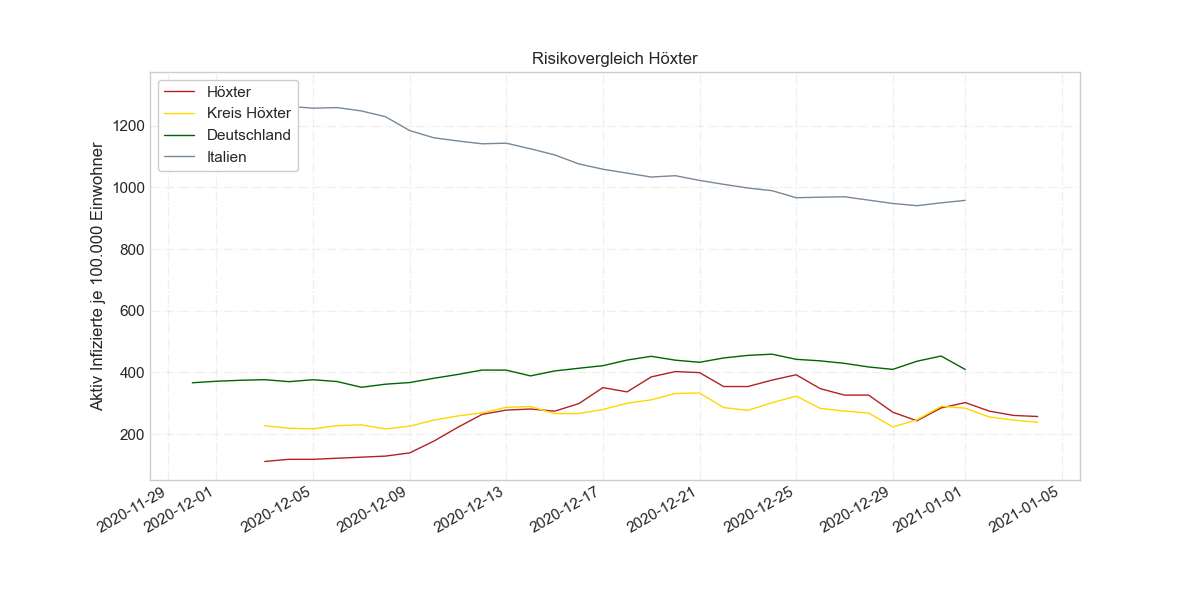 Risikovergleich Höxter
Höxter
Kreis Höxter
Deutschland
Italien
Aktiv Infizierte je 100.000 Einwohner
1200
1000
800
600
400
200
2020-11-29
2020-12-01
2020-12-05
2020-12-09
2020-12-13
2020-12-17
2020-12-21
2020-12-25
2020-12-29
2021-01-01
2021-01-05